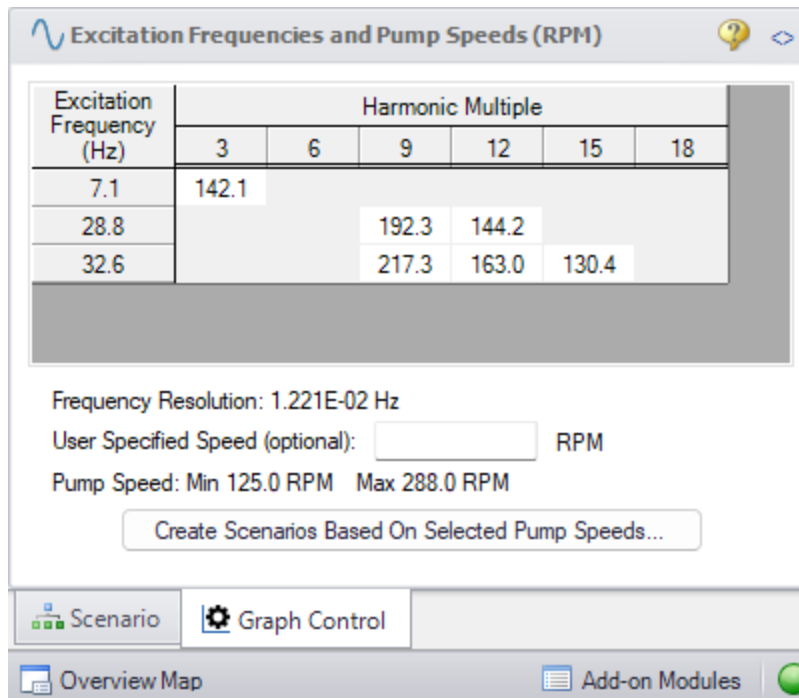 Excitation Frequencies and Pump Speeds (RPM)
Excitation Frequency (Hz) Harmonic Multiple
3 6 9 12 15 18
7.1 142.1
28.8 192.3 144.2
32.6 217.3 163.0 130.4
Frequency Resolution: 1.221E-02 Hz
User Specified Speed (optional): RPM
Pump Speed: Min 125.0 RPM Max 288.0 RPM
Create Scenarios Based On Selected Pump Speeds...
Scenario Graph Control
Overview Map Add-on Modules